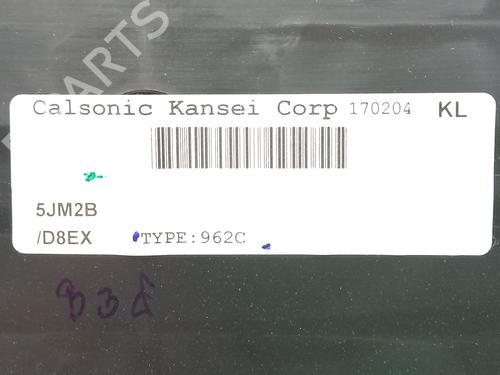 PARTS
Calsonic Kansei Corp 170204 KL
5JM2B
/D8EX TYPE:962C